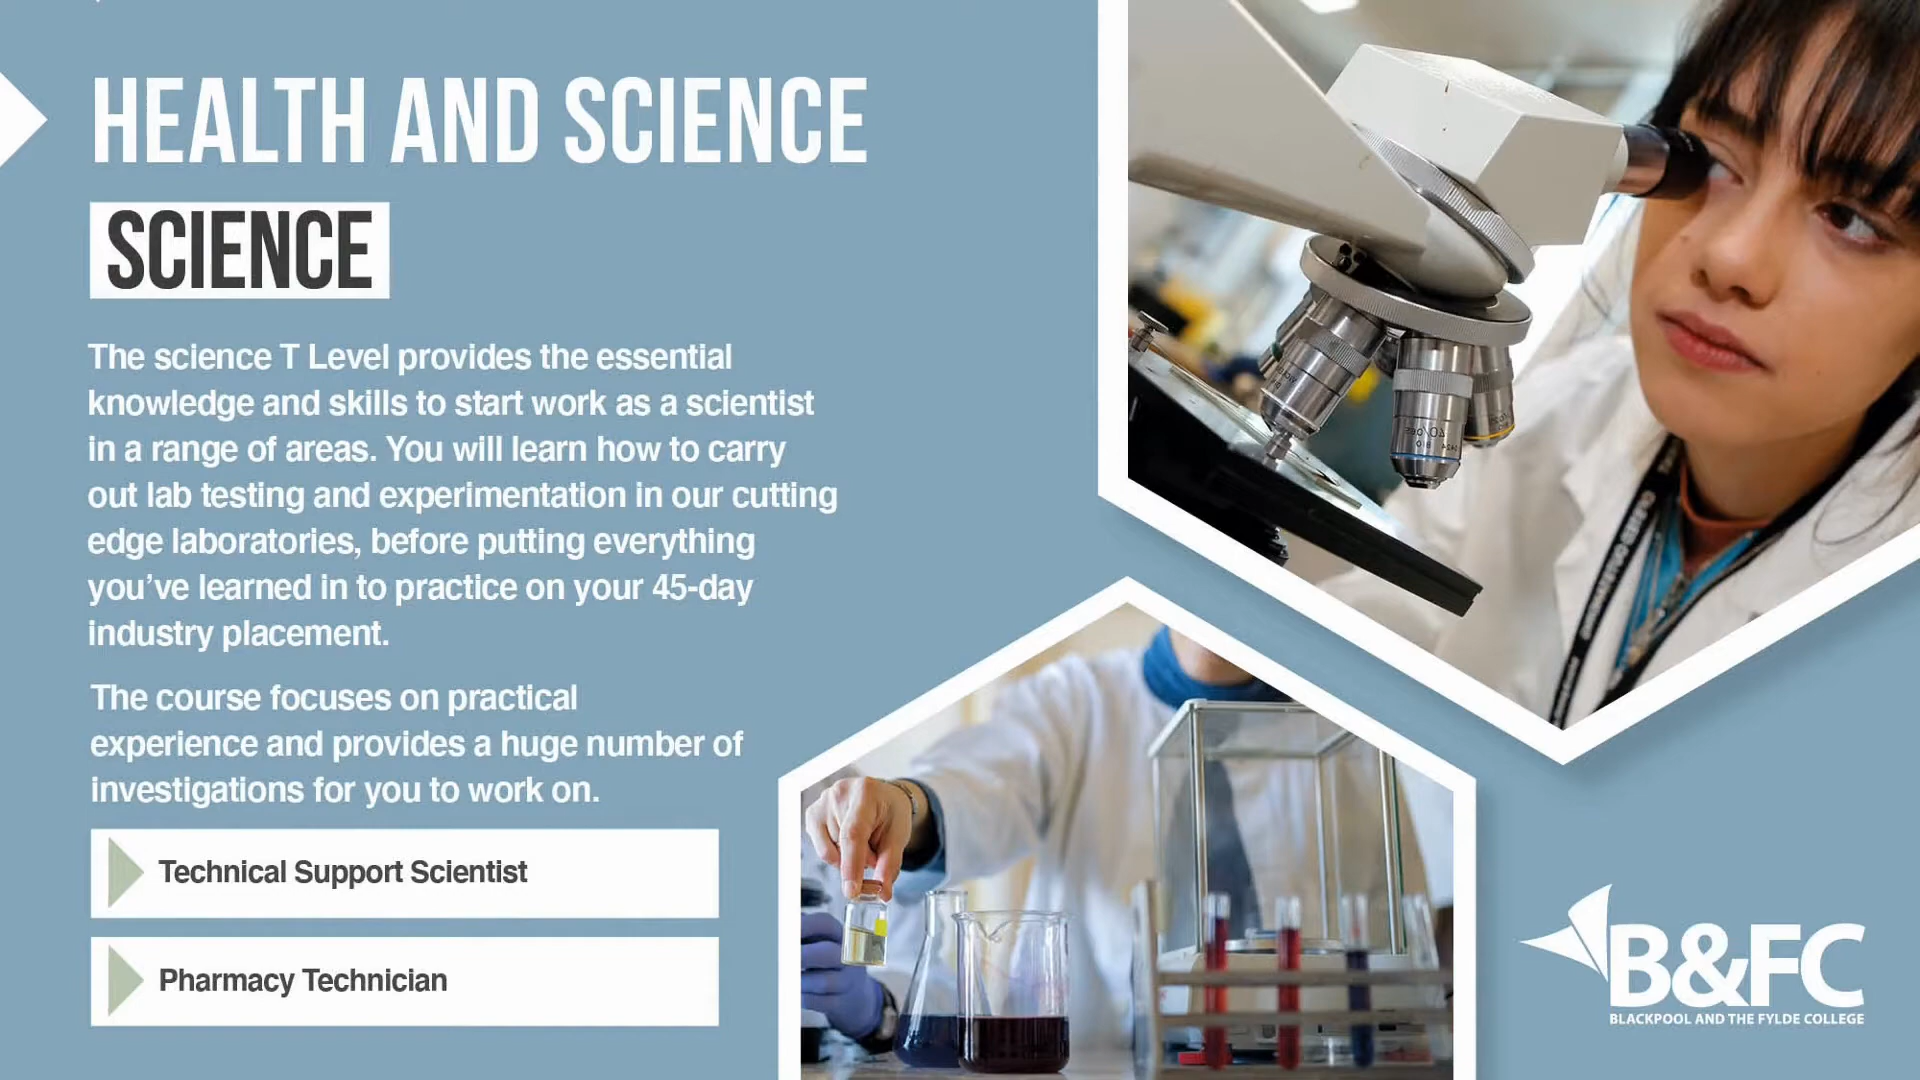 HEALTH AND SCIENCE
SCIENCE
The science T Level provides the essential
knowledge and skills to start work as a scientist
in a range of areas. You will learn how to carry
out lab testing and experimentation in our cutting
edge laboratories, before putting everything
you’ve learned in to practice on your 45-day
industry placement.
The course focuses on practical
experience and provides a huge number of
investigations for you to work on.
Technical Support Scientist
Pharmacy Technician
B&FC
BLACKPOOL AND THE FYLDE COLLEGE